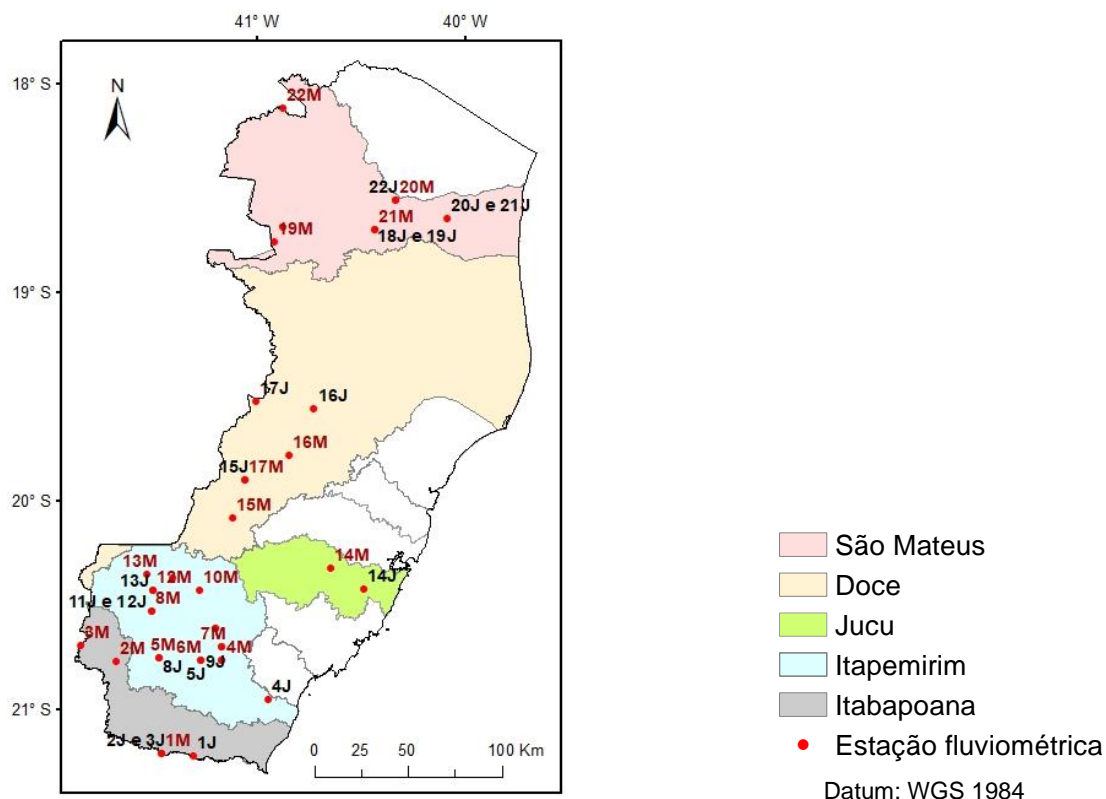 41° W 40° W
18° S
N
22M
22J 20M
20J e 21J
21M
19M
18J e 19J
19° S
17J
16J
16M
15J 17M
20° S
15M
13M
14M
12M
13J
10M
14J
8M
11J e 12J
7M
3M
2M
5M 6M
4M
8J
9J
5J
4J
21° S
2J e 3J 1M
1J
0 25 50 100 Km
São Mateus
Doce
Jucu
Itapemirim
Itabapoana
Estação fluviométrica
Datum: WGS 1984